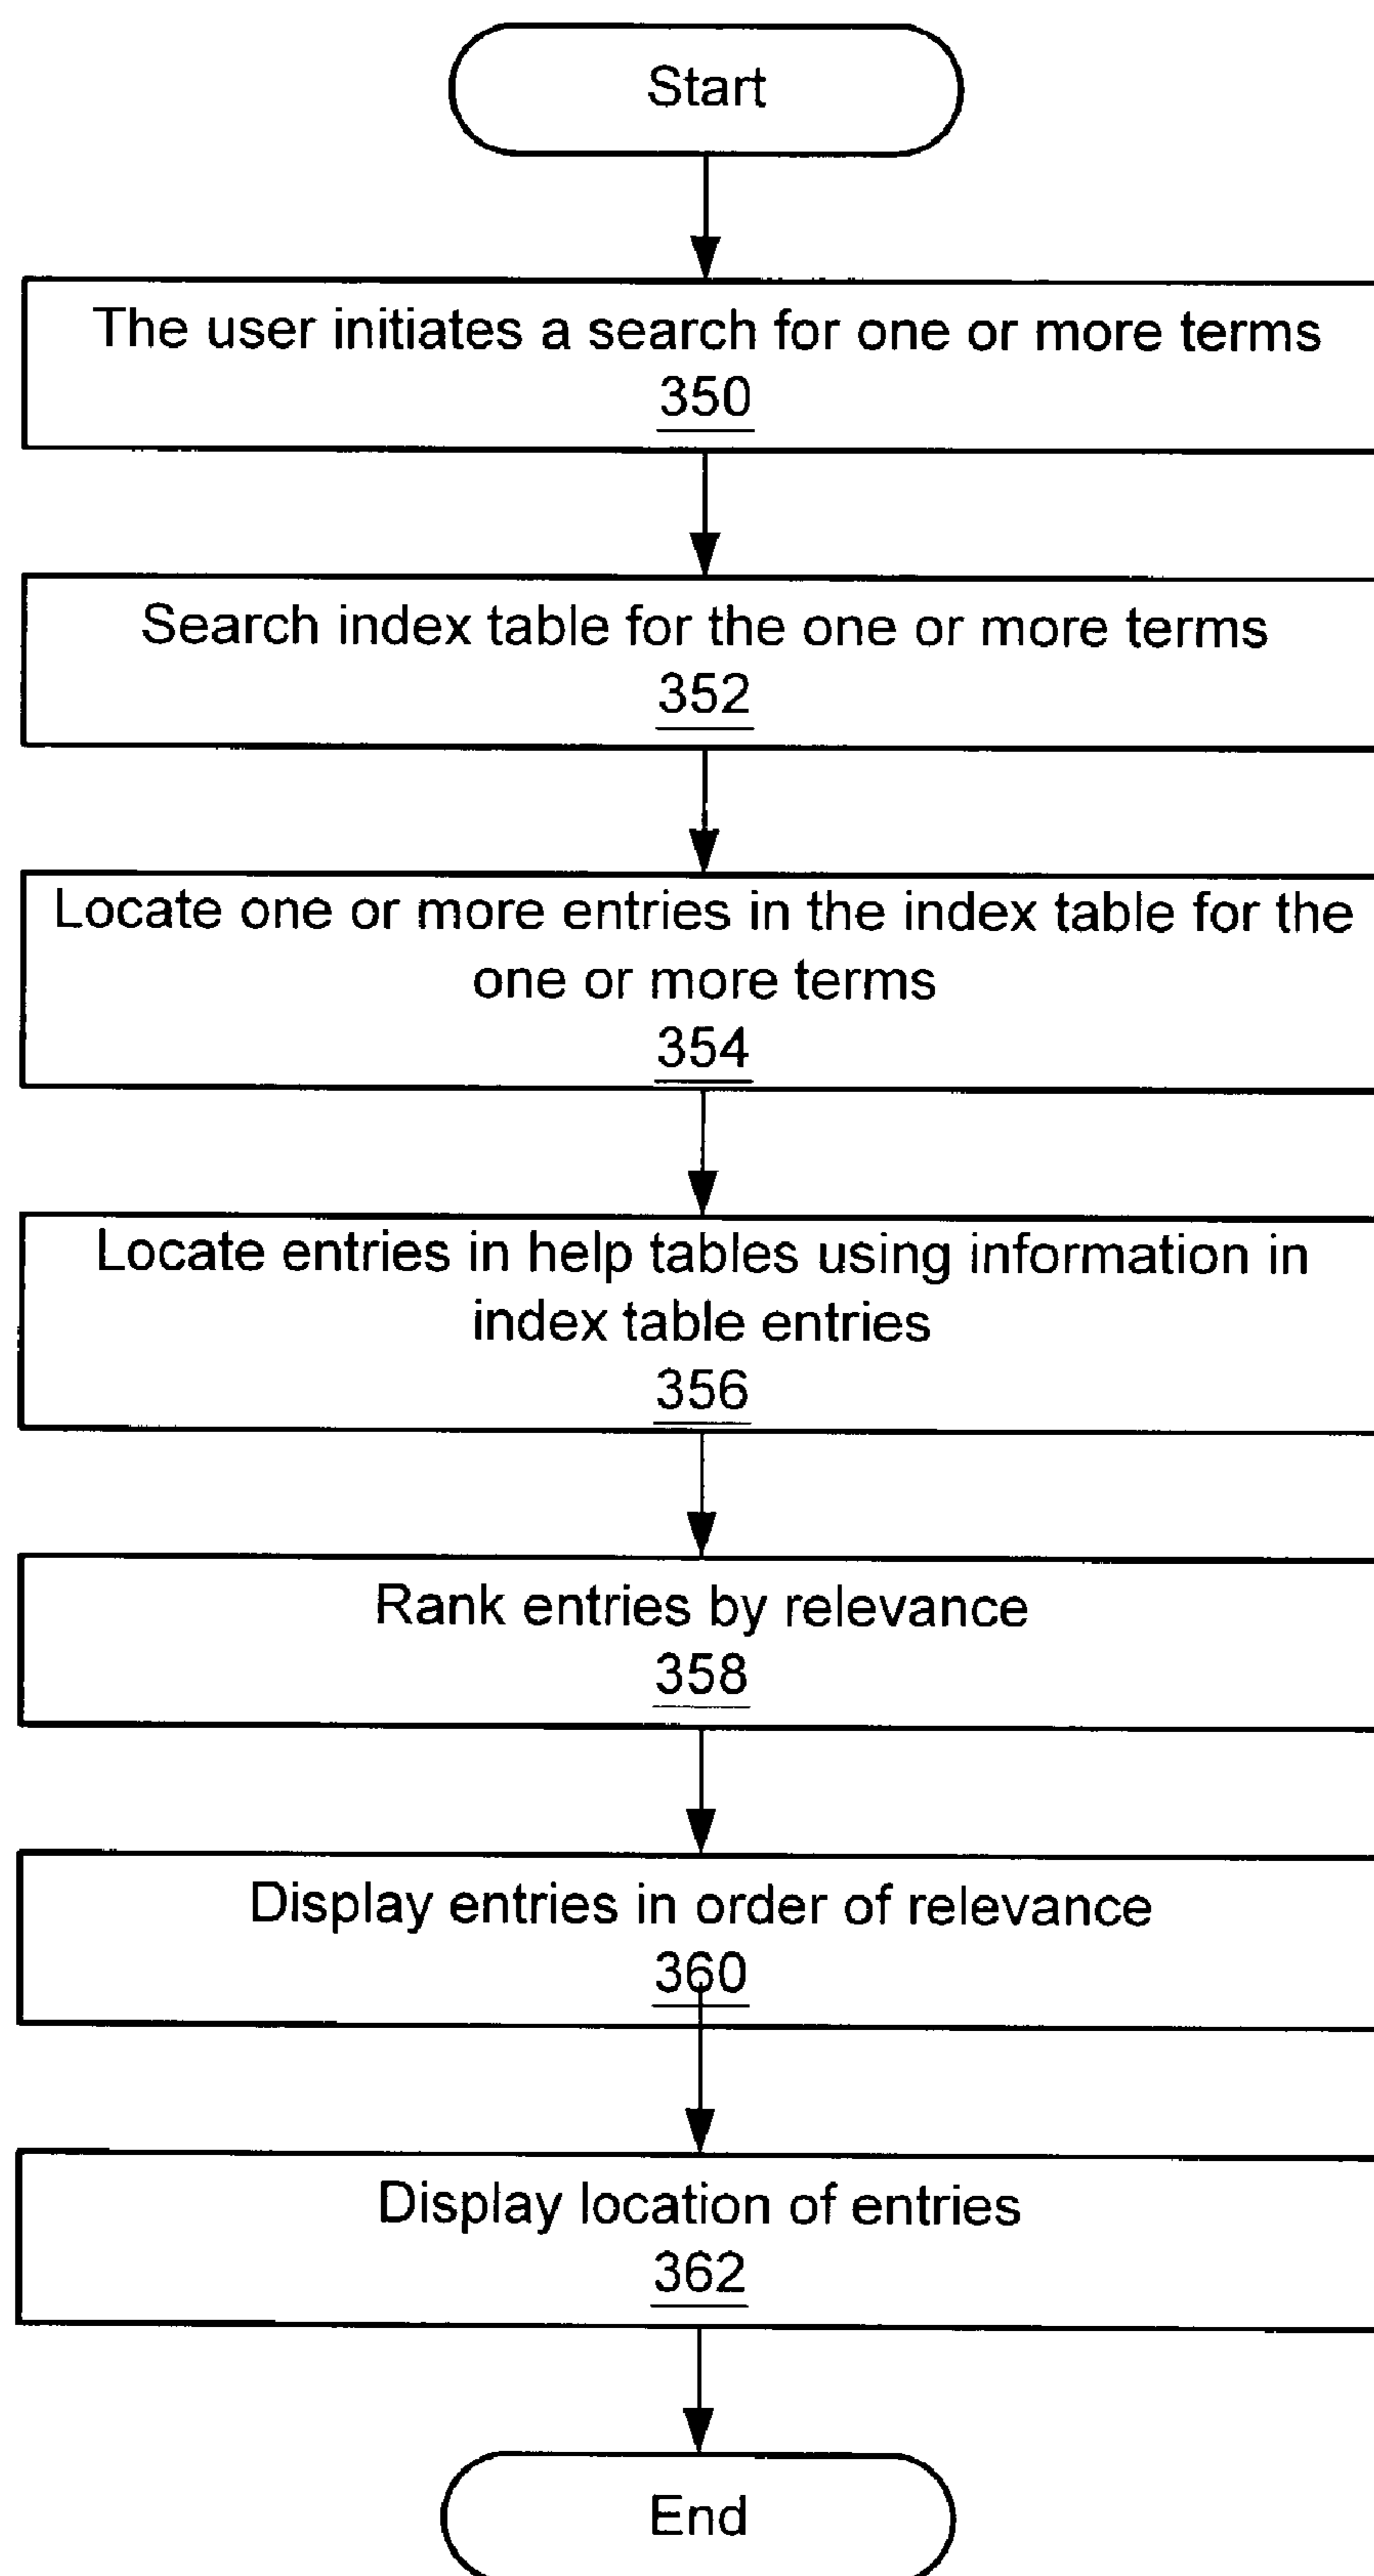 Start
The user initiates a search for one or more terms
350
Search index table for the one or more terms
352
Locate one or more entries in the index table for the
one or more terms
354
Locate entries in help tables using information in
index table entries
356
Rank entries by relevance
358
Display entries in order of relevance
360
Display location of entries
362
End